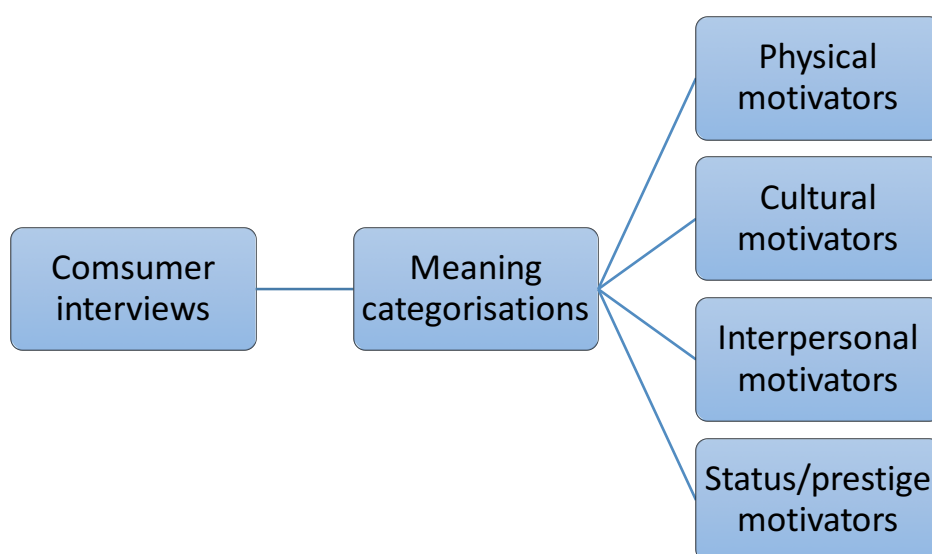 Comsumer
interviews
Meaning
categorisations
Physical
motivators
Cultural
motivators
Interpersonal
motivators
Status/prestige
motivators